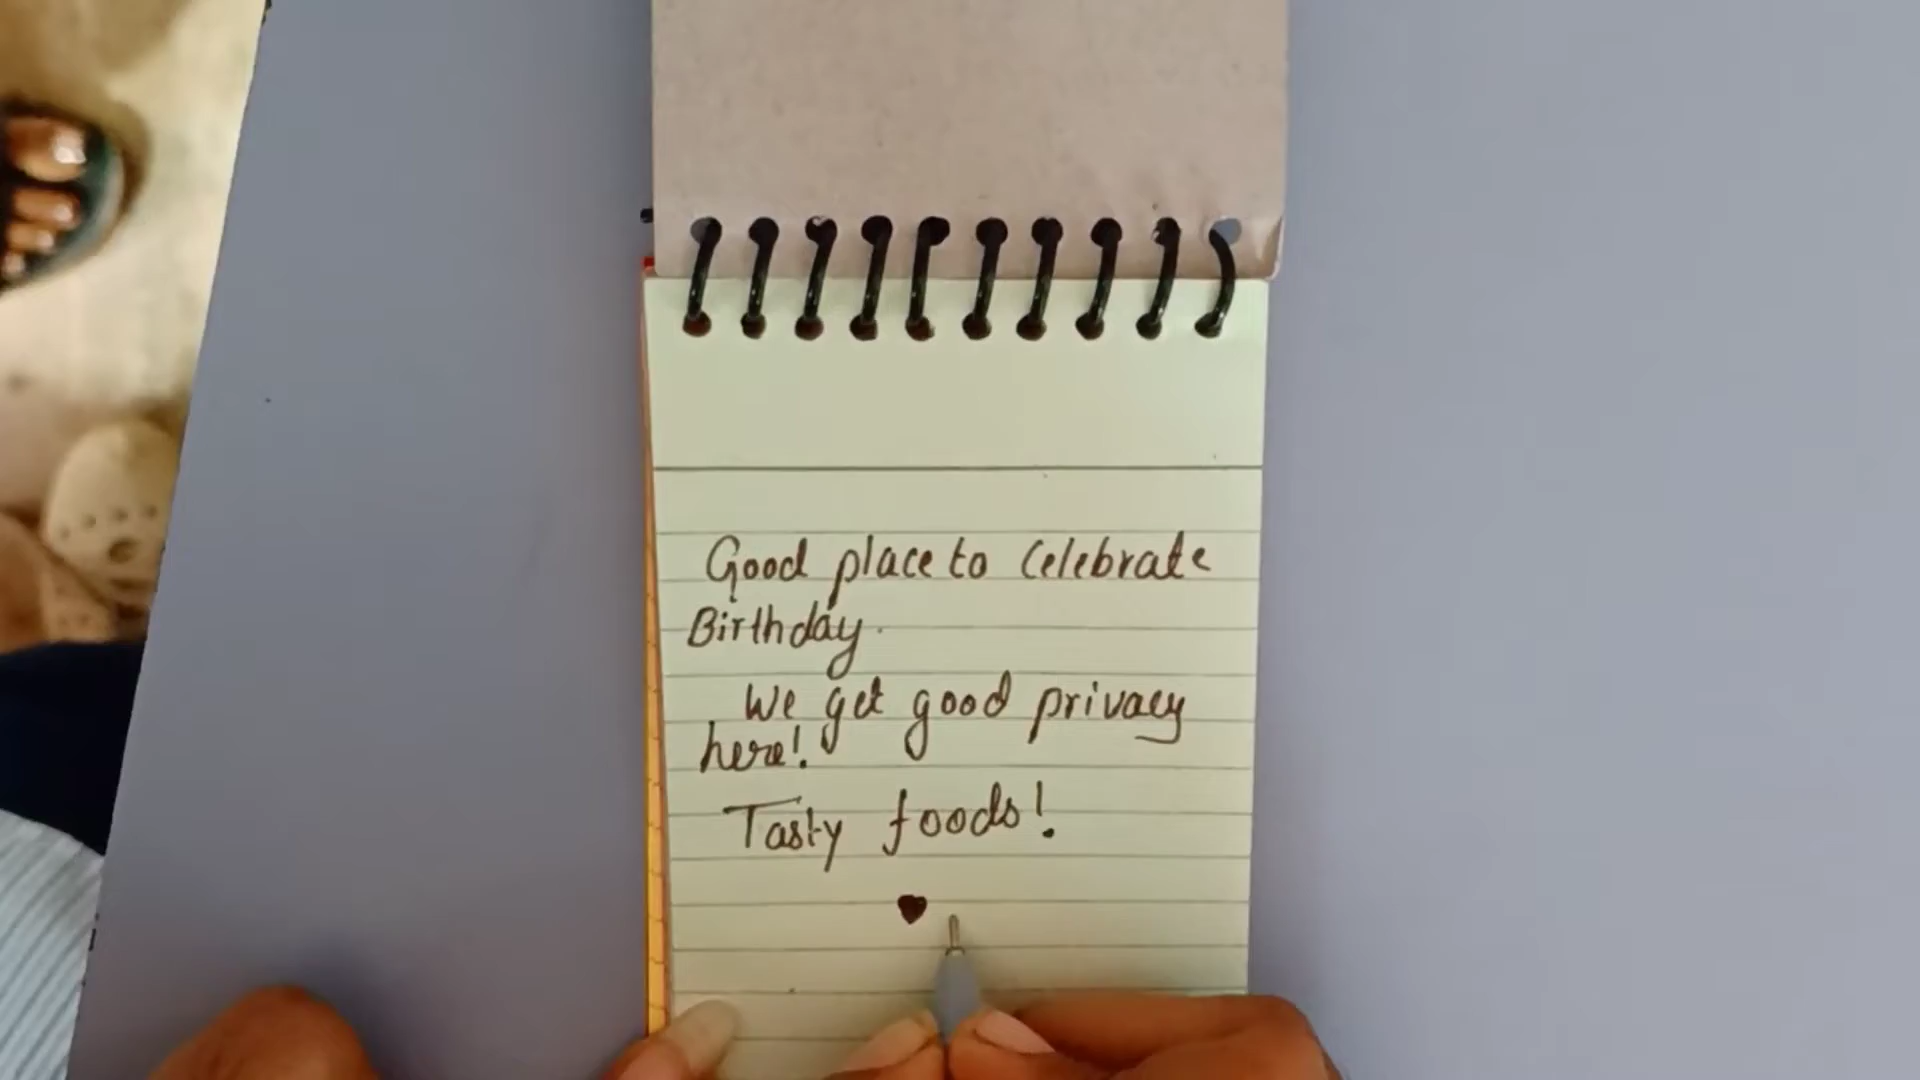 Good place to Celebrate
Birthday.
We get good privacy
here!
Tasty foods!